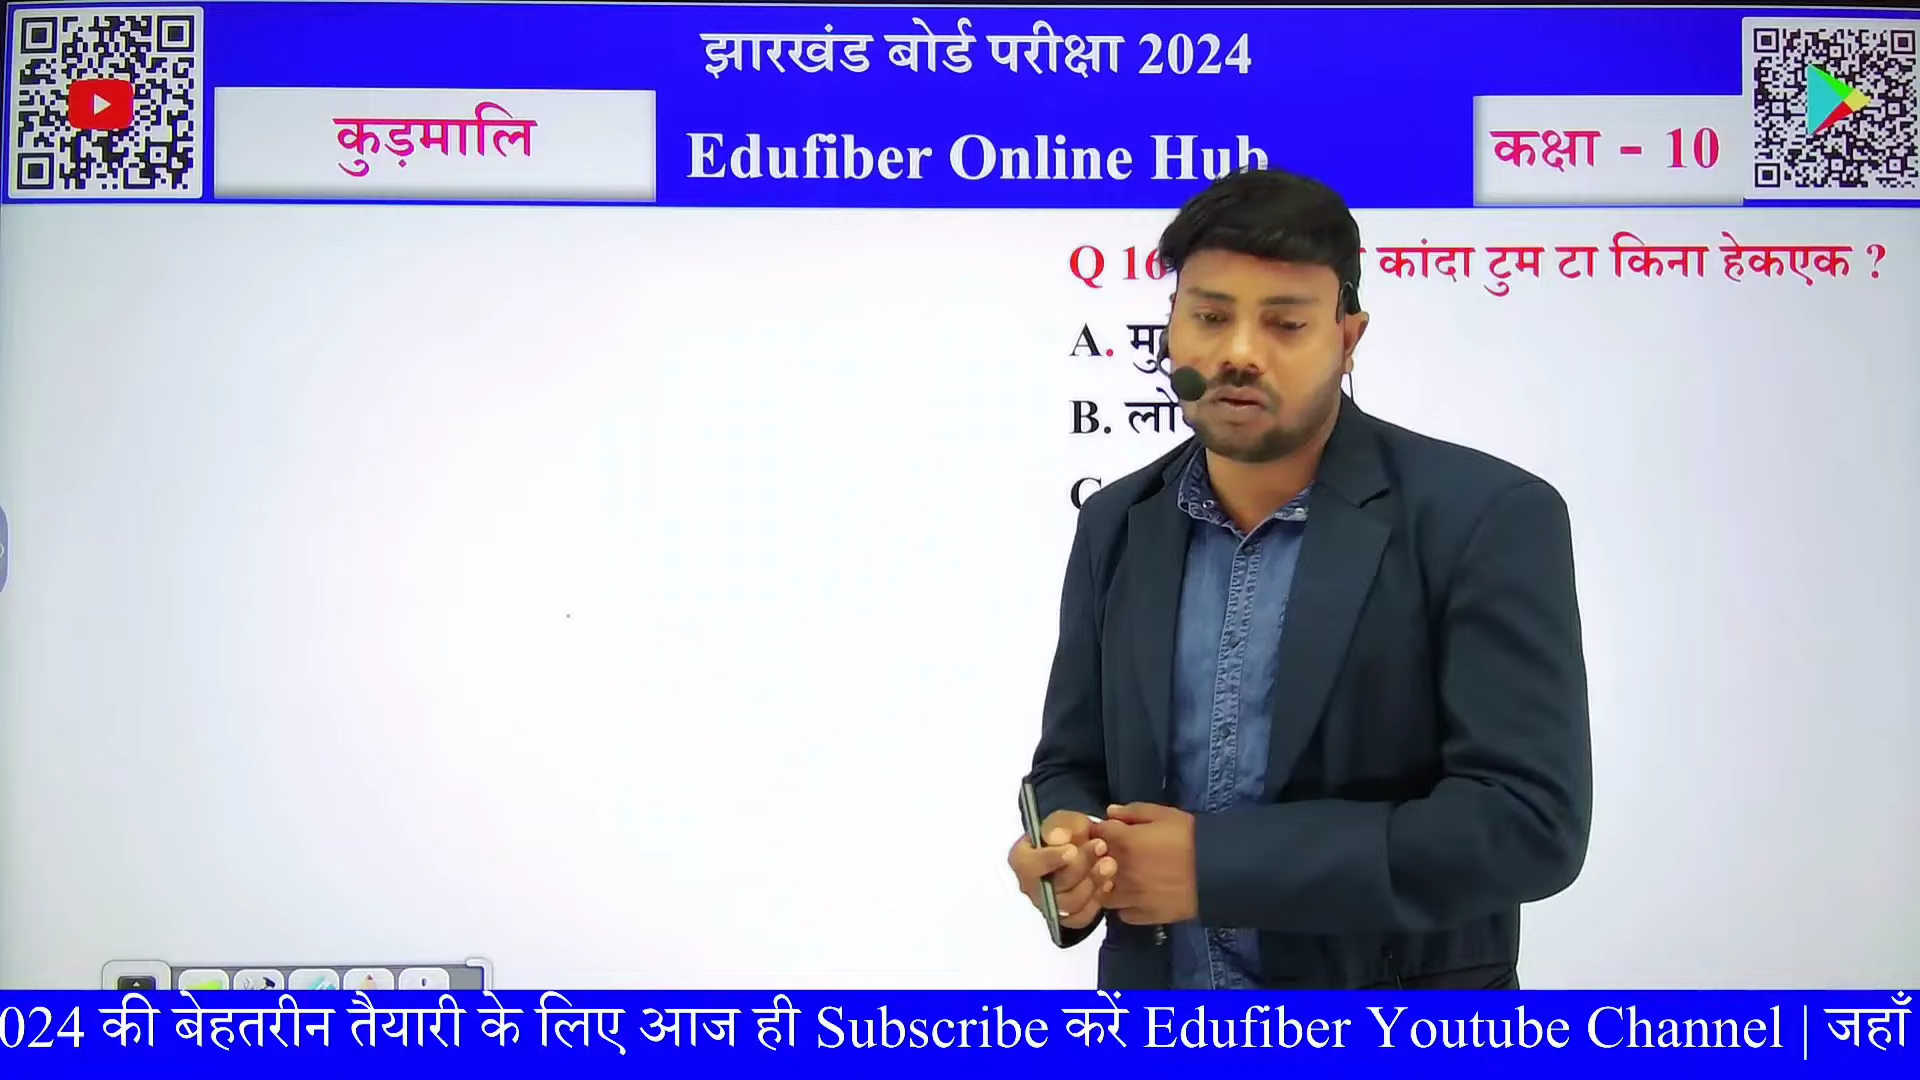 झारखंड बोर्ड परीक्षा 2024
कुड़मालि
Edufiber Online Hub
कक्षा - 10
Q 16 कांदा टुम टा किना हेकएक ?
A.
B.
C
024 की बेहतरीन तैयारी के लिए आज ही Subscribe करें Edufiber Youtube Channel | जहाँ